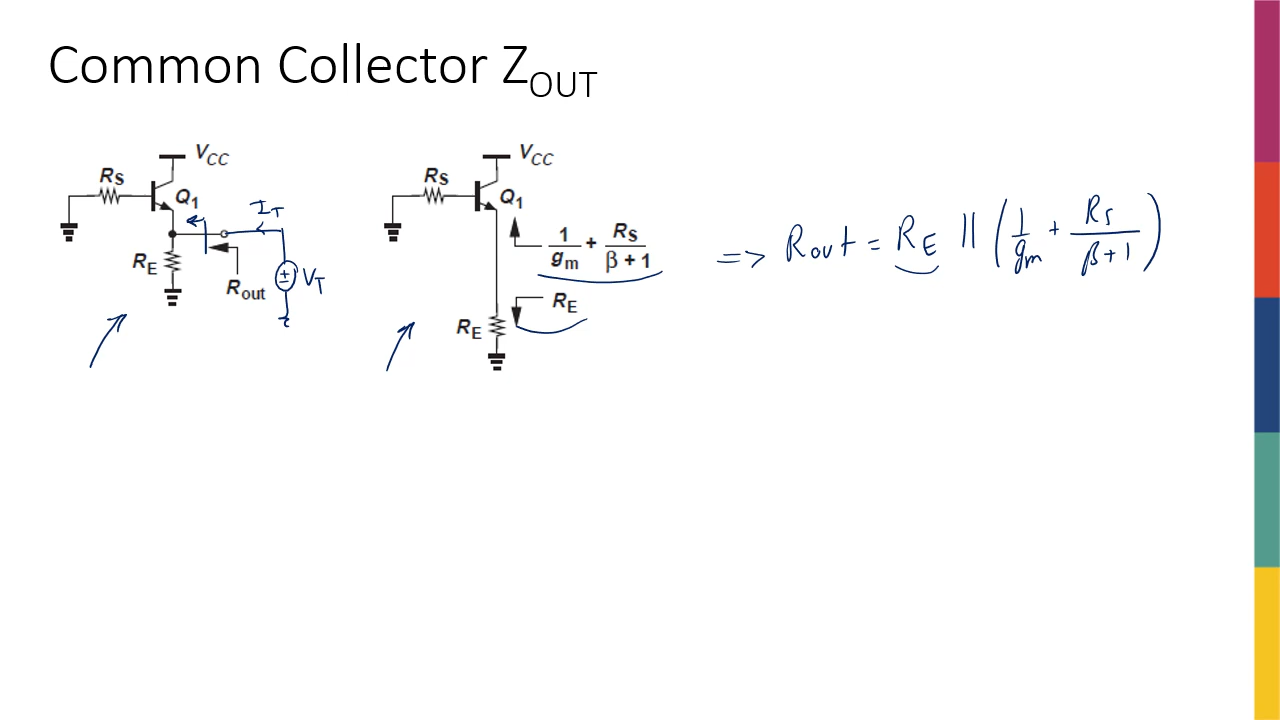 Common Collector Z_OUT
V_CC
R_S
Q_1
I_T
R_E
R_out
V_T
V_CC
R_S
Q_1
1/g_m + R_S/(β + 1)
R_E
R_E
=> R_out = R_E || (1/g_m + R_S/(β+1))